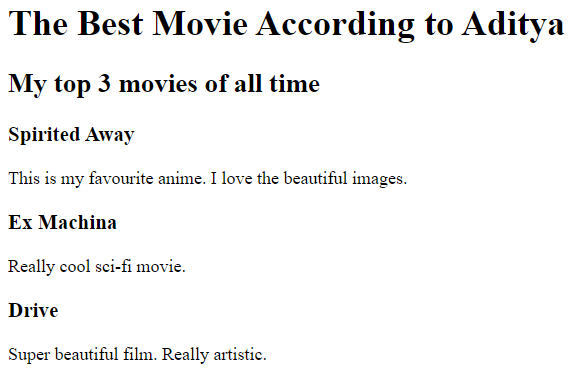 The Best Movie According to Aditya
My top 3 movies of all time
Spirited Away
This is my favourite anime. I love the beautiful images.
Ex Machina
Really cool sci-fi movie.
Drive
Super beautiful film. Really artistic.